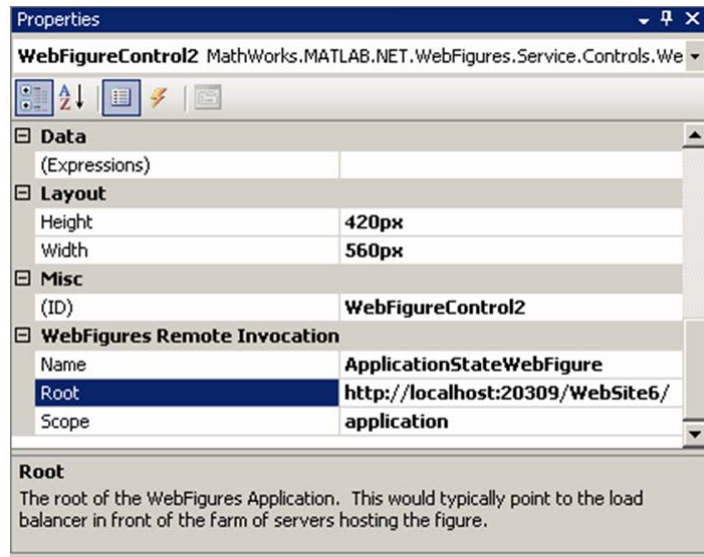 Properties
WebFigureControl2 MathWorks.MATLAB.NET.WebFigures.Service.Controls.We
Data
(Expressions)
Layout
Height 420px
Width 560px
Misc
(ID) WebFigureControl2
WebFigures Remote Invocation
Name ApplicationStateWebFigure
Root http://localhost:20309/WebSite6/
Scope application
Root
The root of the WebFigures Application. This would typically point to the load
balancer in front of the farm of servers hosting the figure.